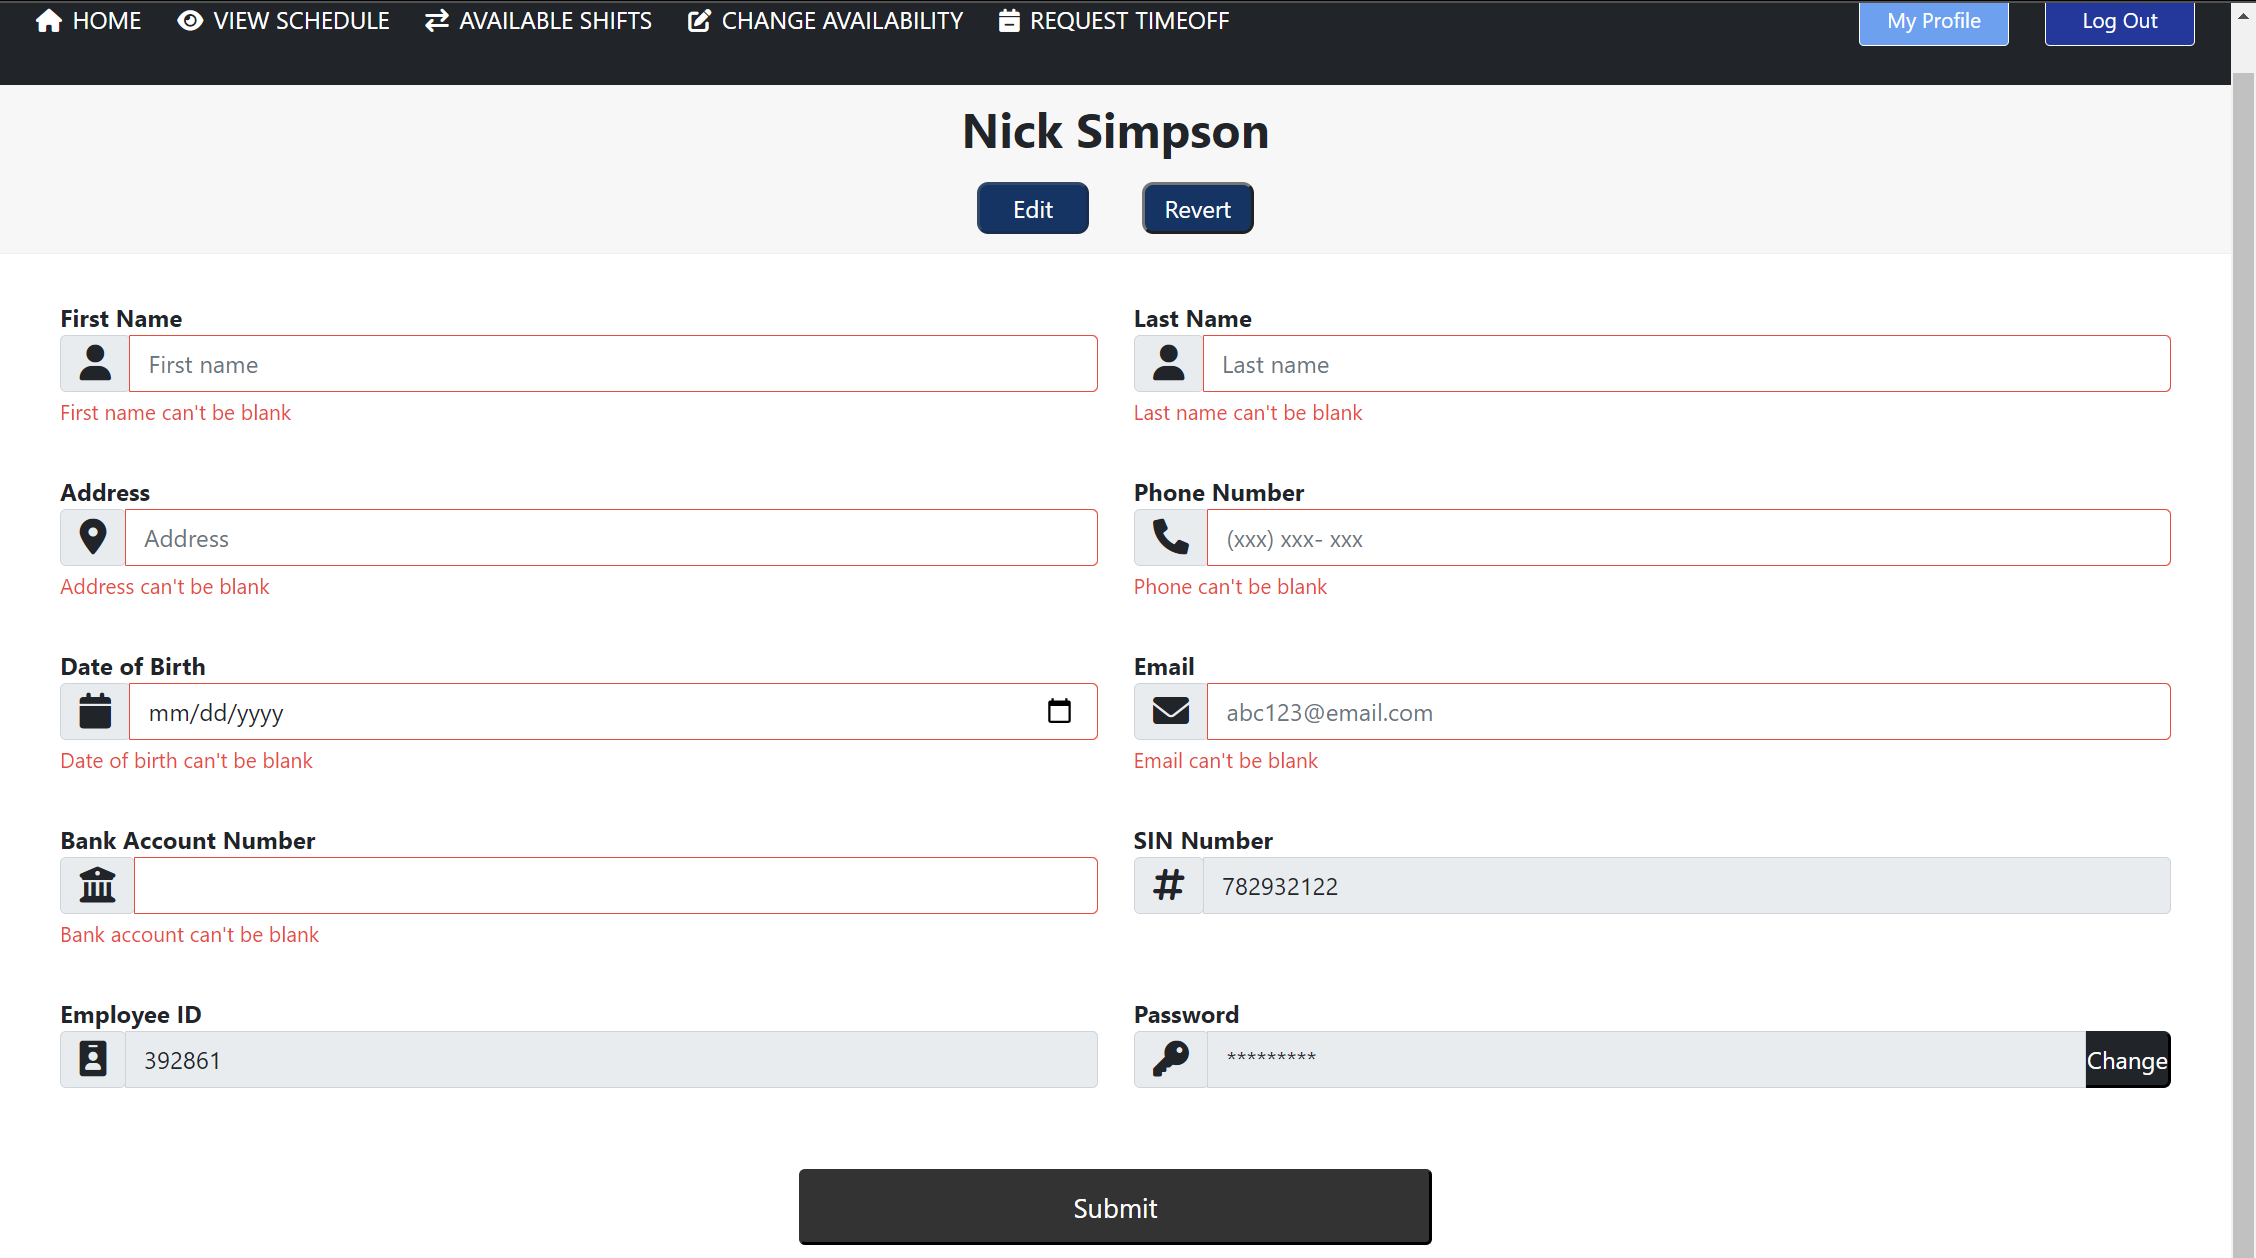 HOME VIEW SCHEDULE AVAILABLE SHIFTS CHANGE AVAILABILITY REQUEST TIMEOFF My Profile Log Out
Nick Simpson
Edit Revert
First Name
First name
First name can't be blank
Last Name
Last name
Last name can't be blank
Address
Address
Address can't be blank
Phone Number
(xxx) xxx- xxx
Phone can't be blank
Date of Birth
mm/dd/yyyy
Date of birth can't be blank
Email
abc123@email.com
Email can't be blank
Bank Account Number
Bank account can't be blank
SIN Number
782932122
Employee ID
392861
Password
********* Change
Submit